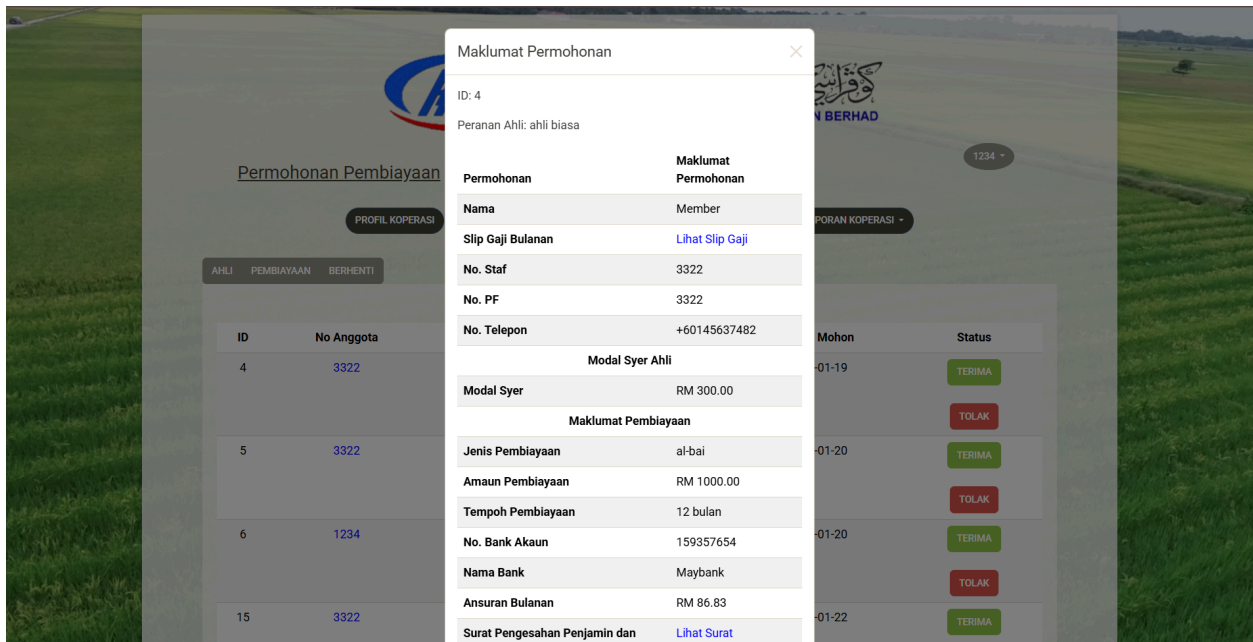 Maklumat Permohonan
ID: 4
Peranan Ahli: ahli biasa
Permohonan Maklumat Permohonan
Nama Member
Slip Gaji Bulanan Lihat Slip Gaji
No. Staf 3322
No. PF 3322
No. Telepon +60145637482
Modal Syer Ahli
Modal Syer RM 300.00
Maklumat Pembiayaan
Jenis Pembiayaan al-bai
Amaun Pembiayaan RM 1000.00
Tempoh Pembiayaan 12 bulan
No. Bank Akaun 159357654
Nama Bank Maybank
Ansuran Bulanan RM 86.83
Surat Pengesahan Penjamin dan Lihat Surat
N BERHAD
1234
Permohonan Pembiayaan
PROFIL KOPERASI
PORAN KOPERASI
AHLI PEMBIAYAAN BERHENTI
ID No Anggota Mohon Status
4 3322 -01-19 TERIMA
TOLAK
5 3322 -01-20 TERIMA
TOLAK
6 1234 -01-20 TERIMA
TOLAK
15 3322 -01-22 TERIMA